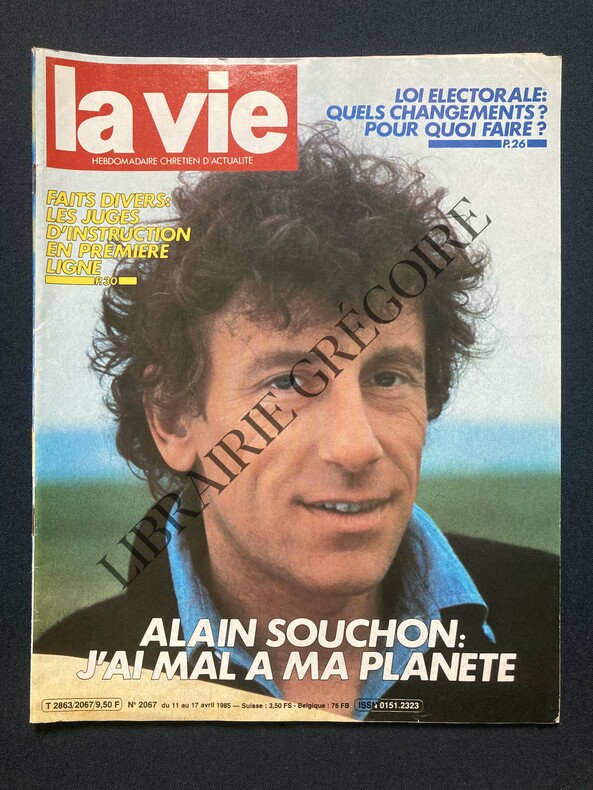 la vie
HEBDOMADAIRE CHRETIEN D'ACTUALITE
LOI ELECTORALE:
QUELS CHANGEMENTS?
POUR QUOI FAIRE?
P.26
FAITS DIVERS:
LES JUGES
D'INSTRUCTION
EN PREMIERE
LIGNE
P.30
LIBRAIRIE GRÉGOIRE
ALAIN SOUCHON:
J'AI MAL A MA PLANETE
T 2863/2067/9,50 F N° 2067 du 11 au 17 avril 1985 — Suisse : 3,50 FS - Belgique : 76 FB ISSN 0151.2323